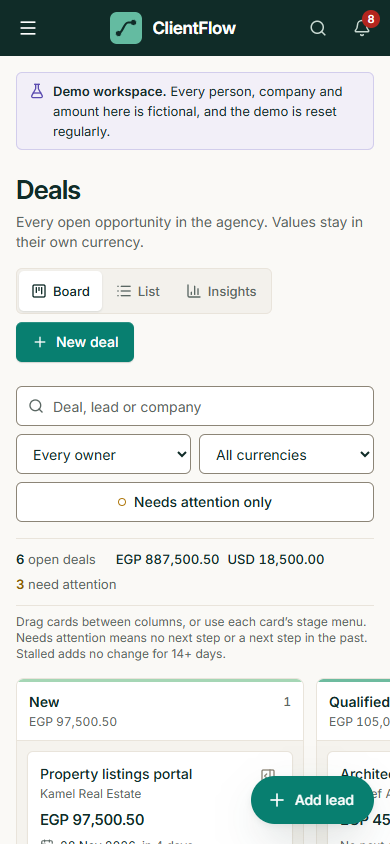 ClientFlow
8
Demo workspace. Every person, company and
amount here is fictional, and the demo is reset
regularly.
Deals
Every open opportunity in the agency. Values stay in
their own currency.
Board List Insights
New deal
Deal, lead or company
Every owner All currencies
Needs attention only
6 open deals EGP 887,500.50 USD 18,500.00
3 need attention
Drag cards between columns, or use each card's stage menu.
Needs attention means no next step or a next step in the past.
Stalled adds no change for 14+ days.
New 1 Qualified
EGP 97,500.50 EGP 105,0
Property listings portal
Kamel Real Estate
EGP 97,500.50
Add lead